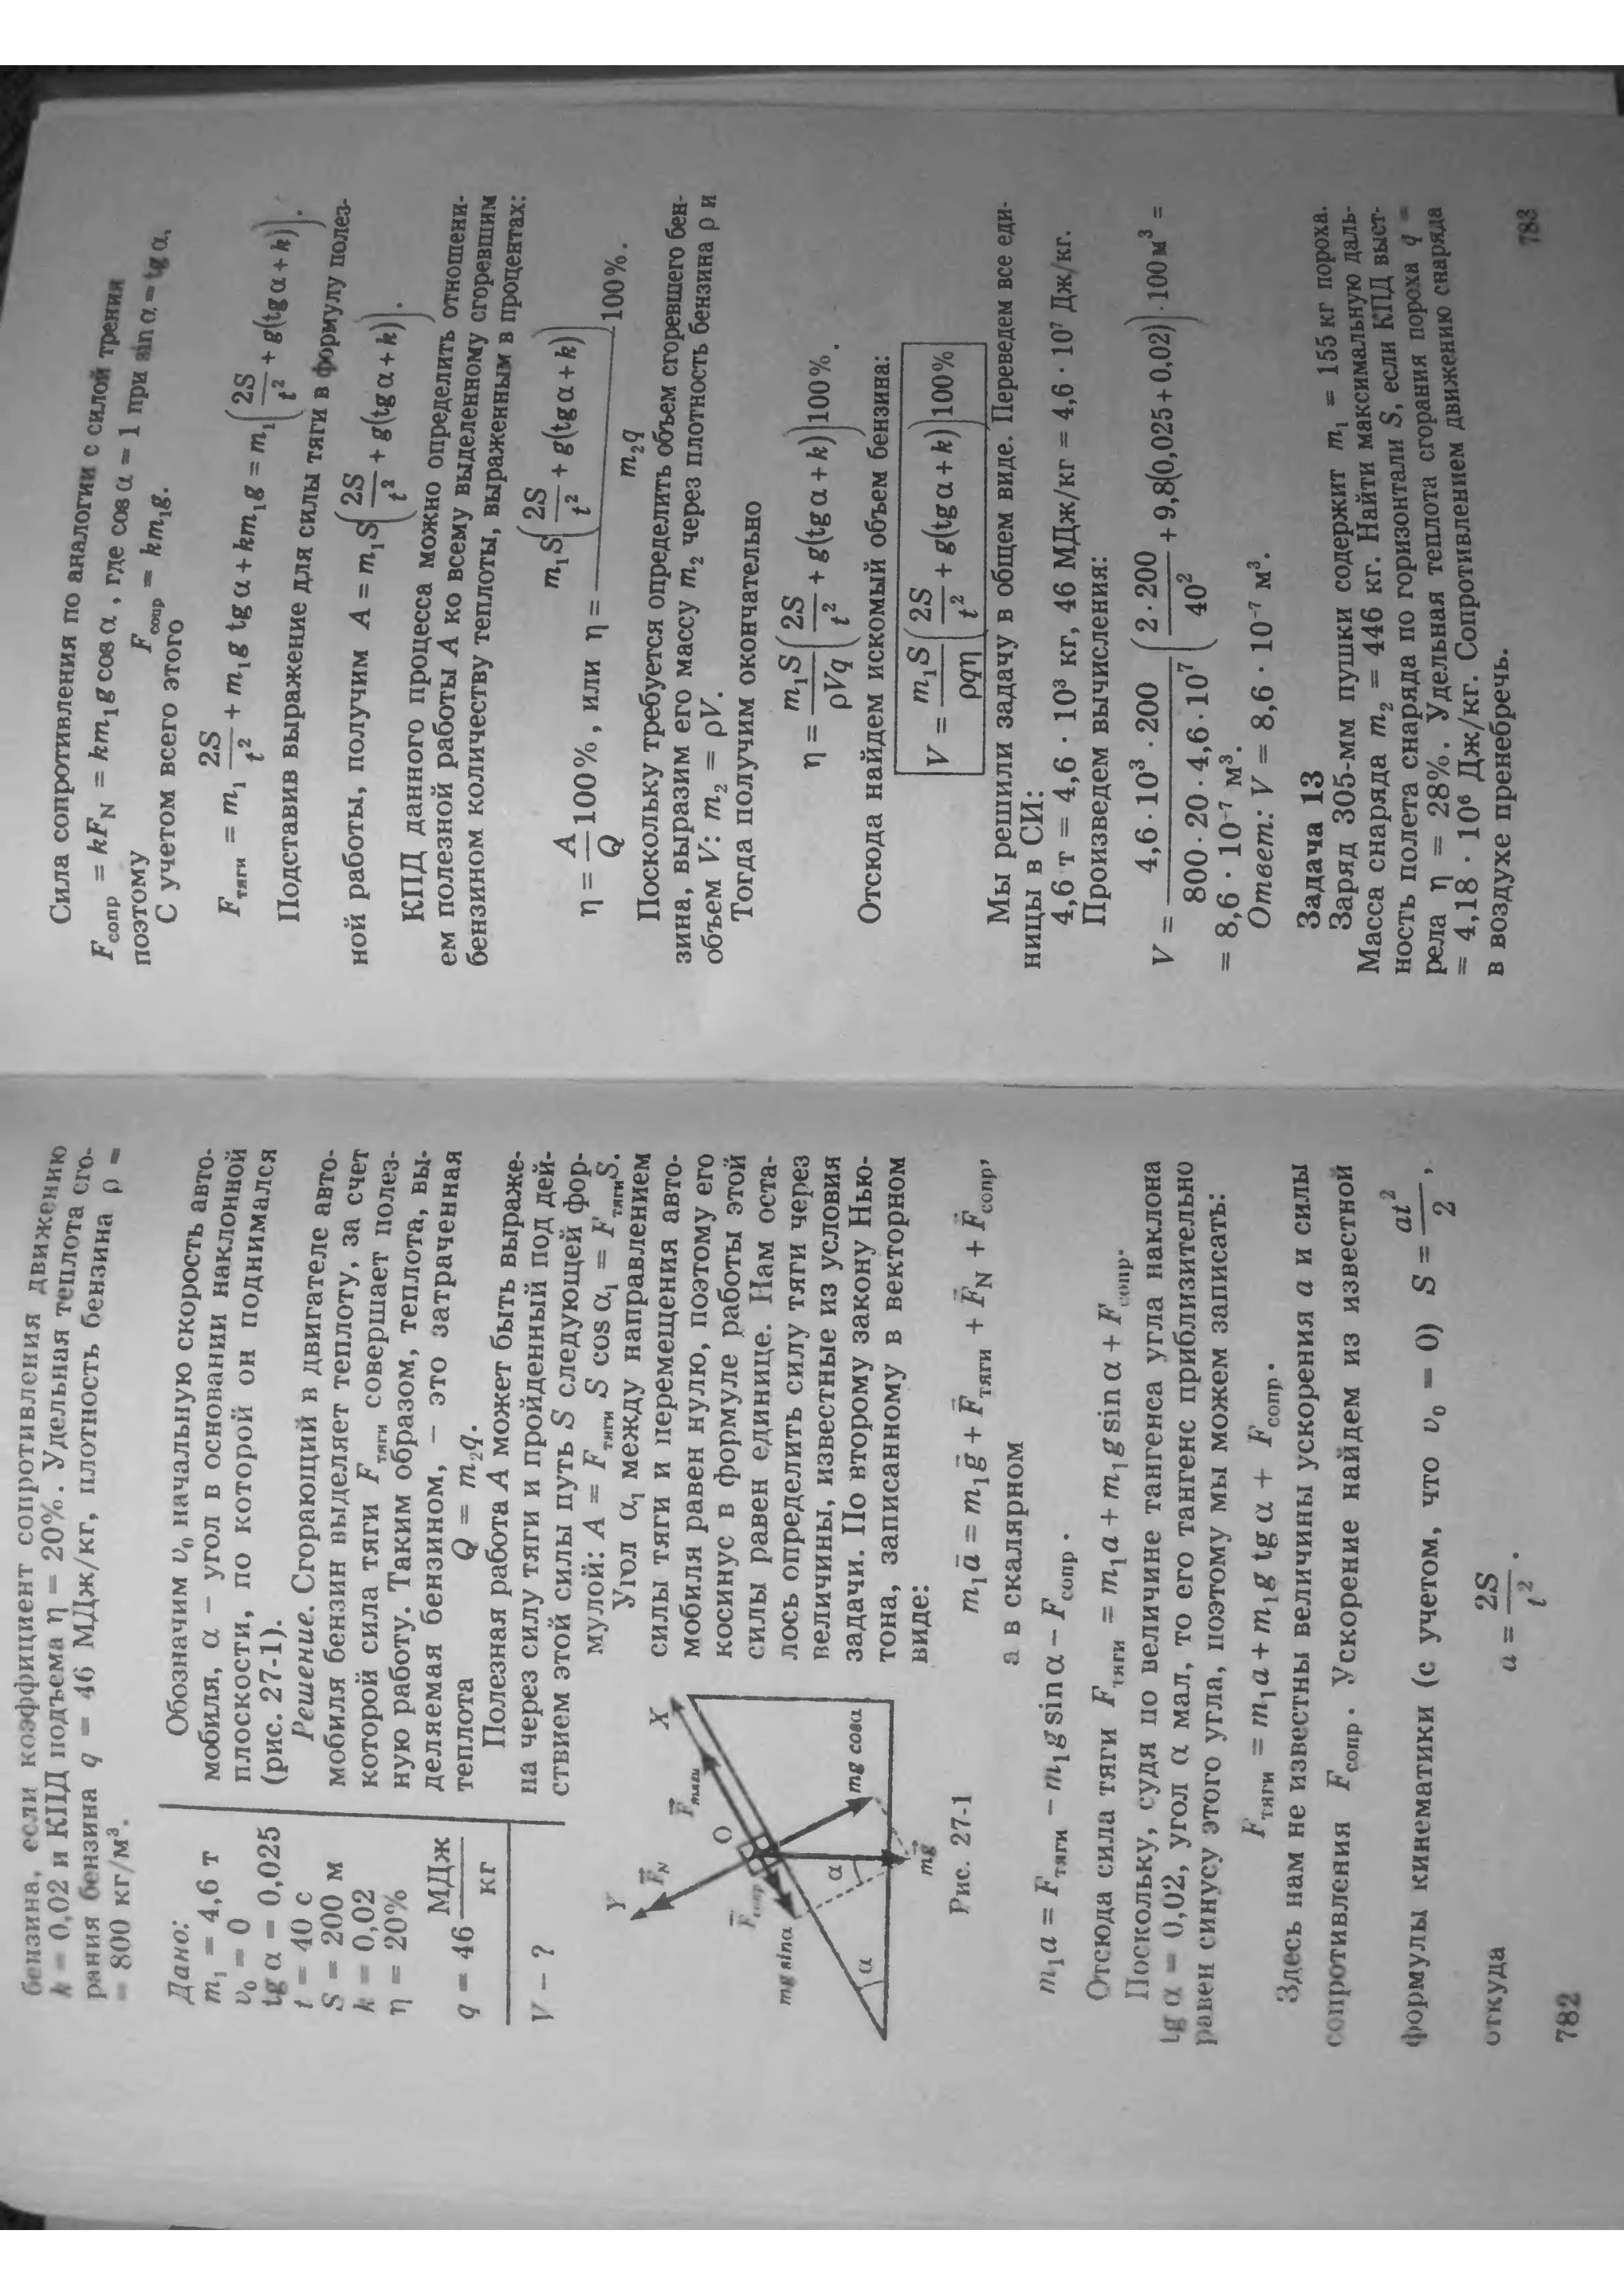 бензина, если коэффициент сопротивления движению
k = 0,02 и КПД подъема η = 20%. Удельная теплота сго-
рания бензина q = 46 МДж/кг, плотность бензина ρ =
= 800 кг/м³.
Дано:
m₁ = 4,6 т
v₀ = 0
tg α = 0,025
t = 40 с
S = 200 м
k = 0,02
η = 20%
q = 46 МДж/кг
V – ?
Обозначим v₀ начальную скорость авто-
мобиля, α – угол в основании наклонной
плоскости, по которой он поднимался
(рис. 27-1).
Решение. Сгорающий в двигателе авто-
мобиля бензин выделяет теплоту, за счет
которой сила тяги Fтяги совершает полез-
ную работу. Таким образом, теплота, вы-
деляемая бензином, – это затраченная
теплота Q = m₂q.
Полезная работа A может быть выраже-
на через силу тяги и пройденный под дей-
ствием этой силы путь S следующей фор-
мулой: A = Fтяги S cos α₁ = Fтяги S.
Угол α₁ между направлением
силы тяги и перемещения авто-
мобиля равен нулю, поэтому его
косинус в формуле работы этой
силы равен единице. Нам оста-
лось определить силу тяги через
величины, известные из условия
задачи. По второму закону Нью-
тона, записанному в векторном
виде:
Y
X
O
F⃗N
F⃗тяги
F⃗сопр
mg sinα
mg cosα
α
α
mg⃗
Рис. 27-1
m₁a⃗ = m₁g⃗ + F⃗тяги + F⃗N + F⃗сопр,
а в скалярном
m₁a = Fтяги – m₁g sin α – Fсопр.
Отсюда сила тяги Fтяги = m₁a + m₁g sin α + Fсопр.
Поскольку, судя по величине тангенса угла наклона
tg α = 0,02, угол α мал, то его тангенс приблизительно
равен синусу этого угла, поэтому мы можем записать:
Fтяги = m₁a + m₁g tg α + Fсопр.
Здесь нам не известны величины ускорения a и силы
сопротивления Fсопр. Ускорение найдем из известной
формулы кинематики (с учетом, что v₀ = 0) S = at²/2,
откуда a = 2S/t².
782
Сила сопротивления по аналогии с силой трения
Fсопр = kFN = km₁g cos α, где cos α = 1 при sin α = tg α,
поэтому Fсопр = km₁g.
С учетом всего этого
Fтяги = m₁ 2S/t² + m₁g tg α + km₁g = m₁(2S/t² + g(tg α + k)).
Подставив выражение для силы тяги в формулу полез-
ной работы, получим A = m₁S(2S/t² + g(tg α + k)).
КПД данного процесса можно определить отношени-
ем полезной работы A ко всему выделенному сгоревшим
бензином количеству теплоты, выраженным в процентах:
η = A/Q 100%, или η = m₁S(2S/t² + g(tg α + k))/m₂q 100%.
Поскольку требуется определить объем сгоревшего бен-
зина, выразим его массу m₂ через плотность бензина ρ и
объем V: m₂ = ρV.
Тогда получим окончательно
η = m₁S/ρVq (2S/t² + g(tg α + k))100%.
Отсюда найдем искомый объем бензина:
V = m₁S/ρqη (2S/t² + g(tg α + k))100%
Мы решили задачу в общем виде. Переведем все еди-
ницы в СИ:
4,6 т = 4,6 · 10³ кг, 46 МДж/кг = 4,6 · 10⁷ Дж/кг.
Произведем вычисления:
V = 4,6·10³·200/800·20·4,6·10⁷ (2·200/40² + 9,8(0,025 + 0,02))·100 м³ =
= 8,6 · 10⁻⁷ м³.
Ответ: V = 8,6 · 10⁻⁷ м³.
Задача 13
Заряд 305-мм пушки содержит m₁ = 155 кг пороха.
Масса снаряда m₂ = 446 кг. Найти максимальную даль-
ность полета снаряда по горизонтали S, если КПД выст-
рела η = 28%. Удельная теплота сгорания пороха q =
= 4,18 · 10⁶ Дж/кг. Сопротивлением движению снаряда
в воздухе пренебречь.
783